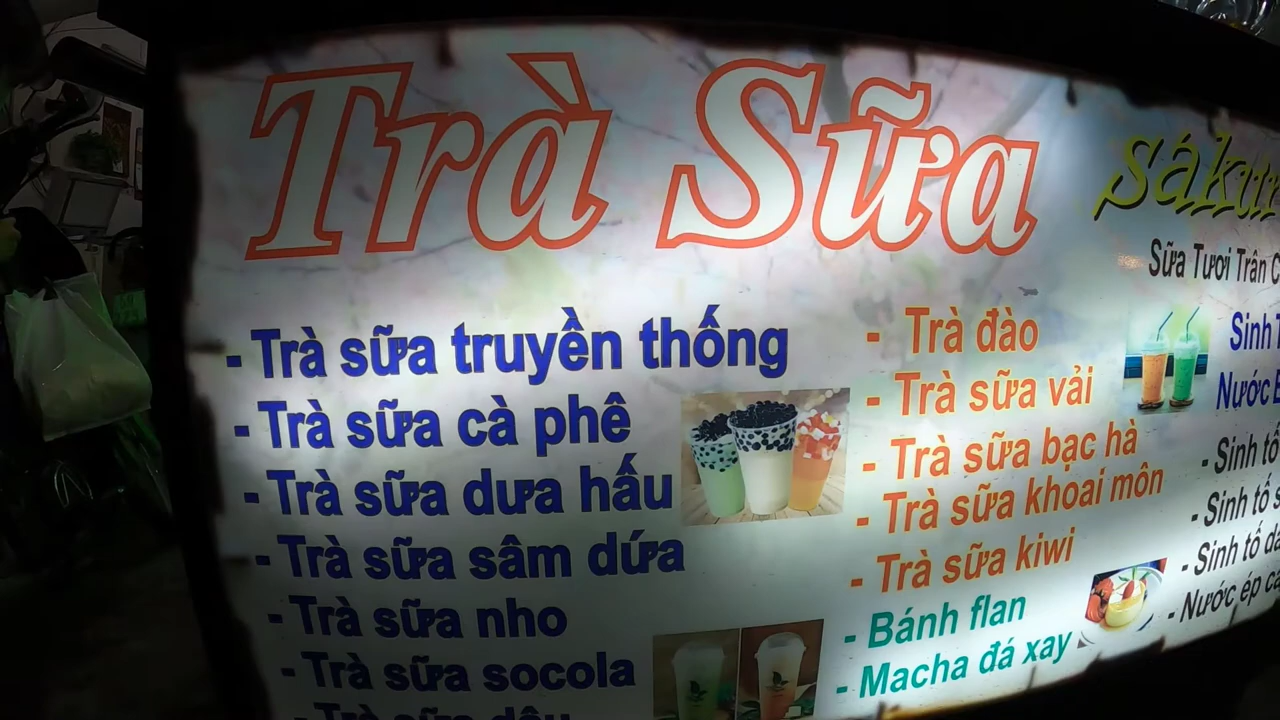 Trà Sữa
- Trà sữa truyền thống
- Trà sữa cà phê
- Trà sữa dưa hấu
- Trà sữa sâm dứa
- Trà sữa nho
- Trà sữa socola
- Trà sữa dâu
- Trà đào
- Trà sữa vải
- Trà sữa bạc hà
- Trà sữa khoai môn
- Trà sữa kiwi
- Bánh flan
- Macha đá xay
Sữa Tươi Trân
Sinh
Nước
- Sinh tố
- Sinh tố
- Sinh tố
- Nước ép